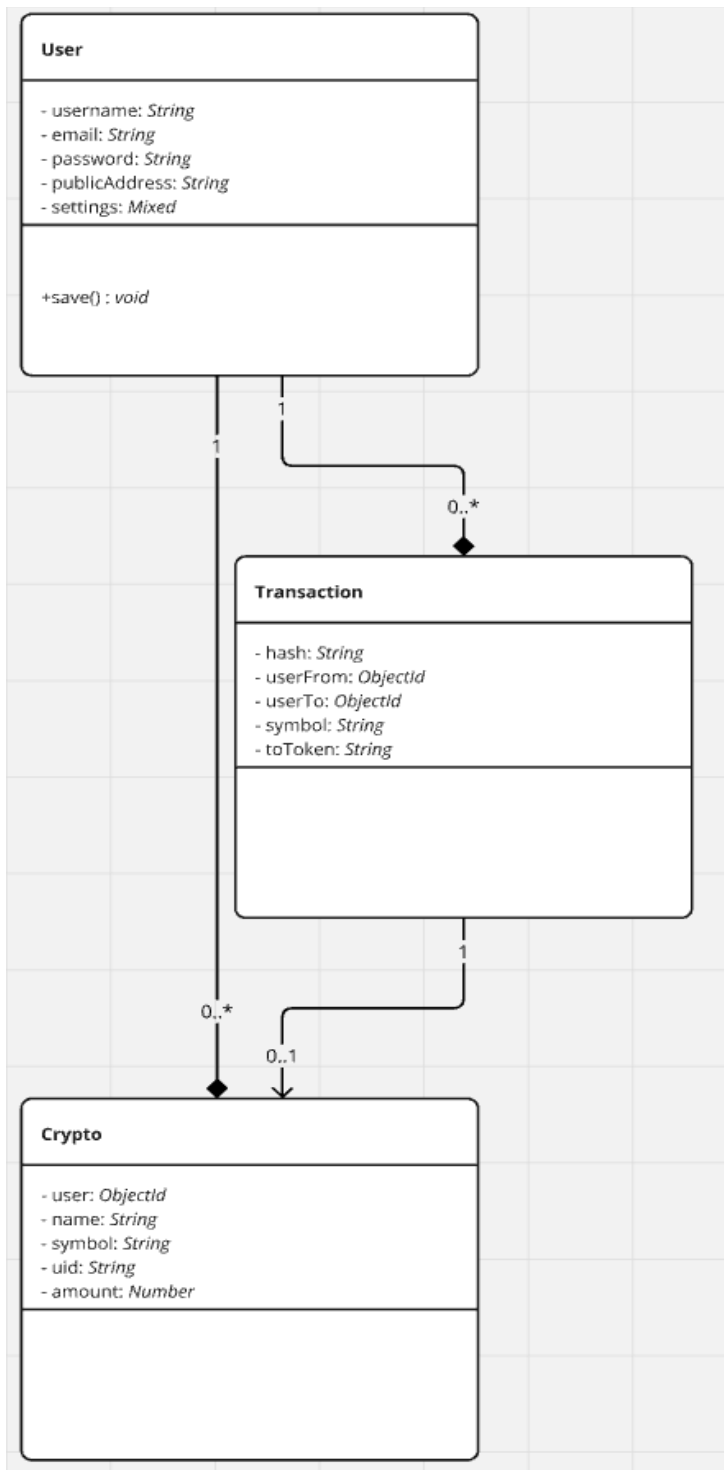 User
- username: String
- email: String
- password: String
- publicAddress: String
- settings: Mixed
+save() : void
1
1
0..*
Transaction
- hash: String
- userFrom: ObjectId
- userTo: ObjectId
- symbol: String
- toToken: String
1
0..*
0..1
Crypto
- user: ObjectId
- name: String
- symbol: String
- uid: String
- amount: Number